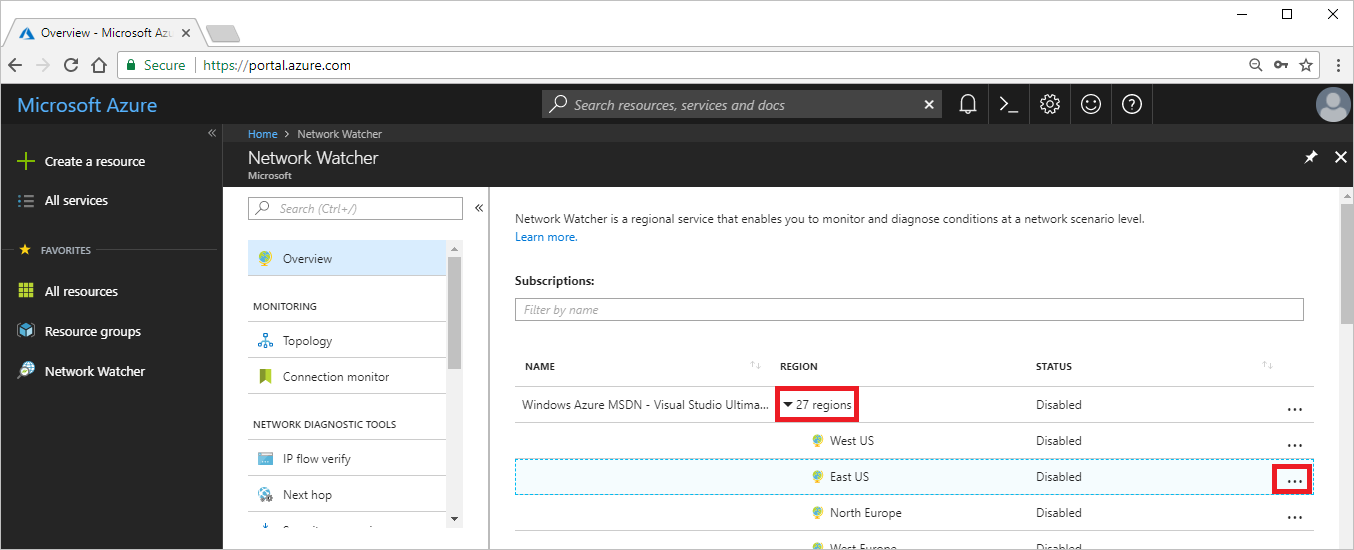 Overview - Microsoft Azu
Secure
https://portal.azure.com
Microsoft Azure
Search resources, services and docs
Home > Network Watcher
Network Watcher
Microsoft
Create a resource
All services
FAVORITES
All resources
Resource groups
Network Watcher
Search (Ctrl+/)
Overview
MONITORING
Topology
Connection monitor
NETWORK DIAGNOSTIC TOOLS
IP flow verify
Next hop
Network Watcher is a regional service that enables you to monitor and diagnose conditions at a network scenario level.
Learn more.
Subscriptions:
Filter by name
NAME REGION STATUS
Windows Azure MSDN - Visual Studio Ultima... 27 regions Disabled ...
West US Disabled ...
East US Disabled ...
North Europe Disabled ...
West Europe Disabled